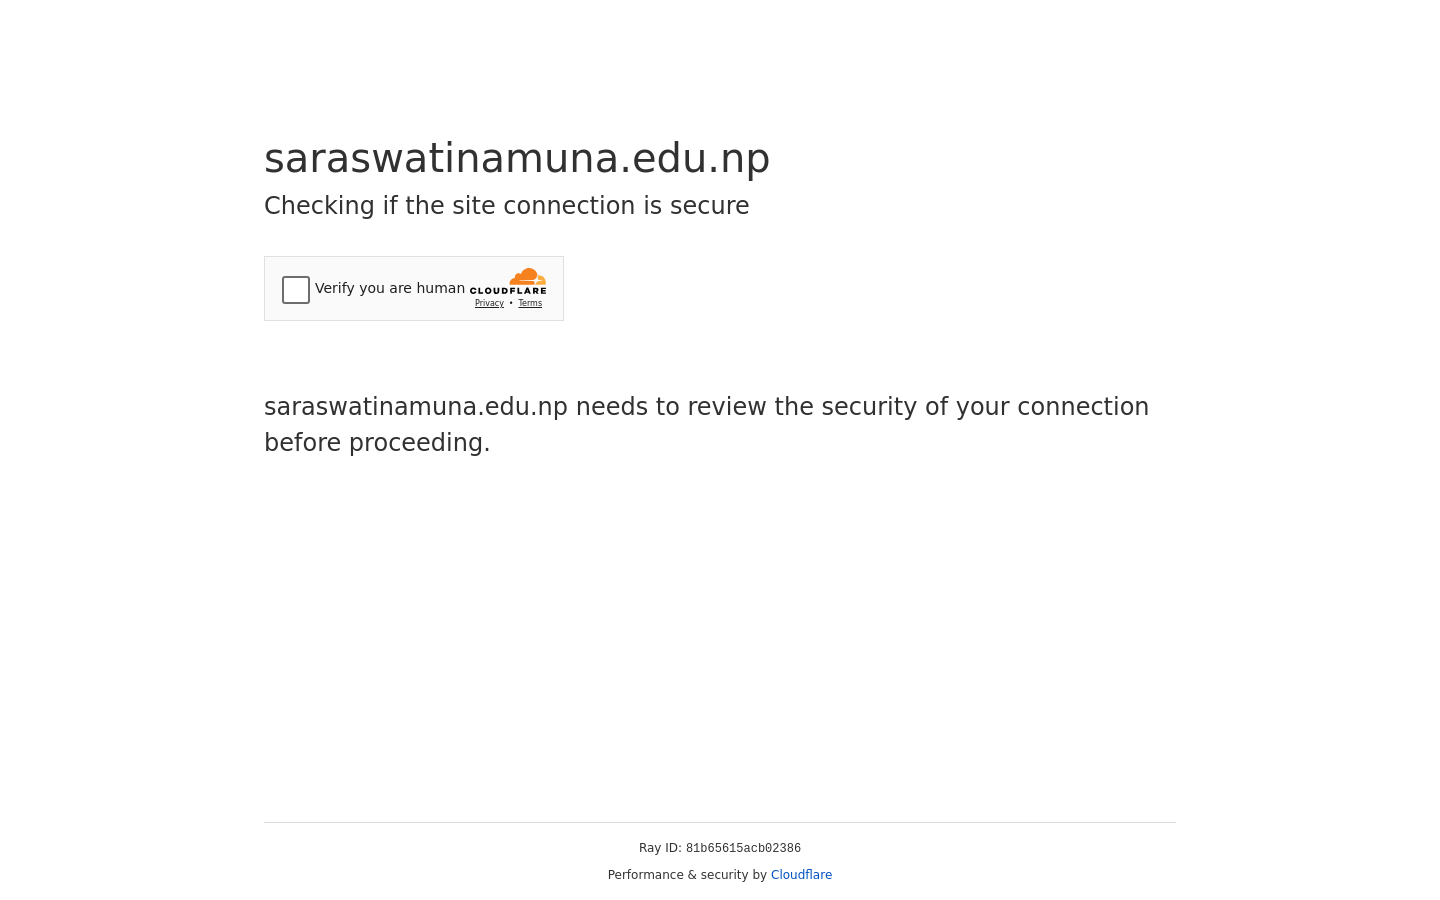 saraswatinamuna.edu.np
Checking if the site connection is secure
Verify you are human
CLOUDFLARE
Privacy • Terms
saraswatinamuna.edu.np needs to review the security of your connection
before proceeding.
Ray ID: 81b65615acb02386
Performance & security by Cloudflare